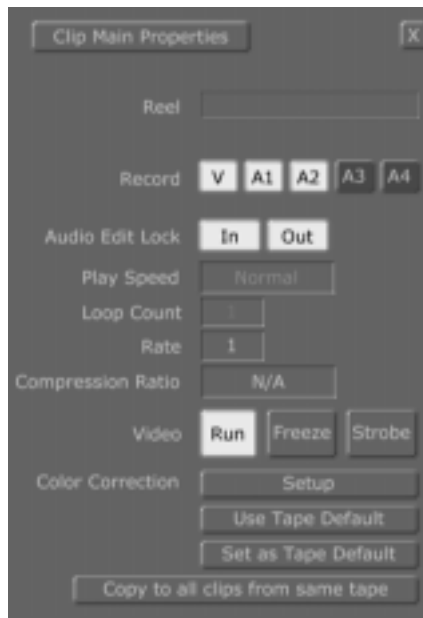 Clip Main Properties X
Reel
Record V A1 A2 A3 A4
Audio Edit Lock In Out
Play Speed Normal
Loop Count 1
Rate 1
Compression Ratio N/A
Video Run Freeze Strobe
Color Correction Setup
Use Tape Default
Set as Tape Default
Copy to all clips from same tape